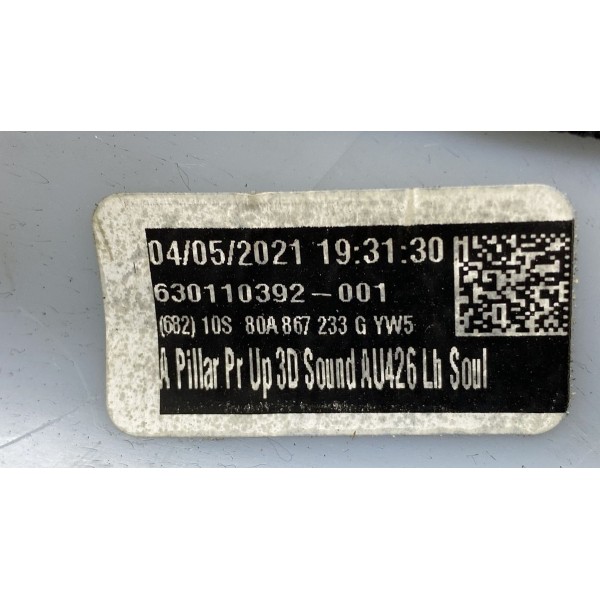 04/05/2021 19:31:30
630110392-001
(682) 10S 80A 867 233 G YW5
A Pillar Pr Up 3D Sound AU426 Lh Soul